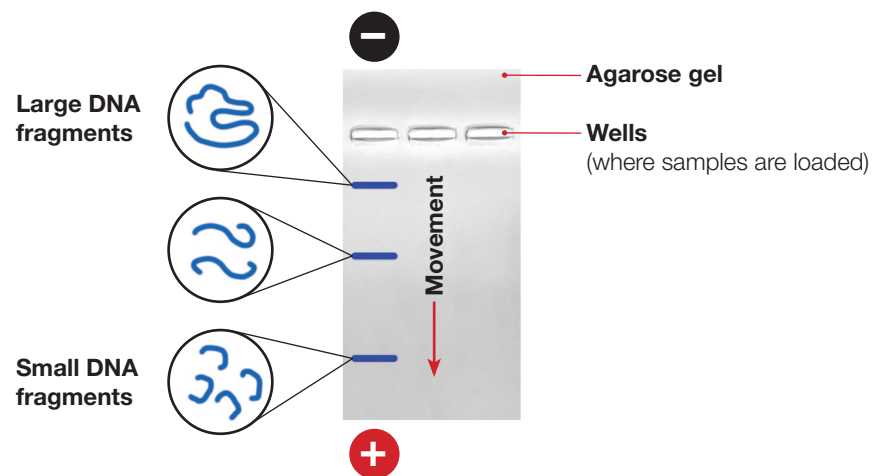 −
Agarose gel
Large DNA
fragments
Wells
(where samples are loaded)
Movement
Small DNA
fragments
+